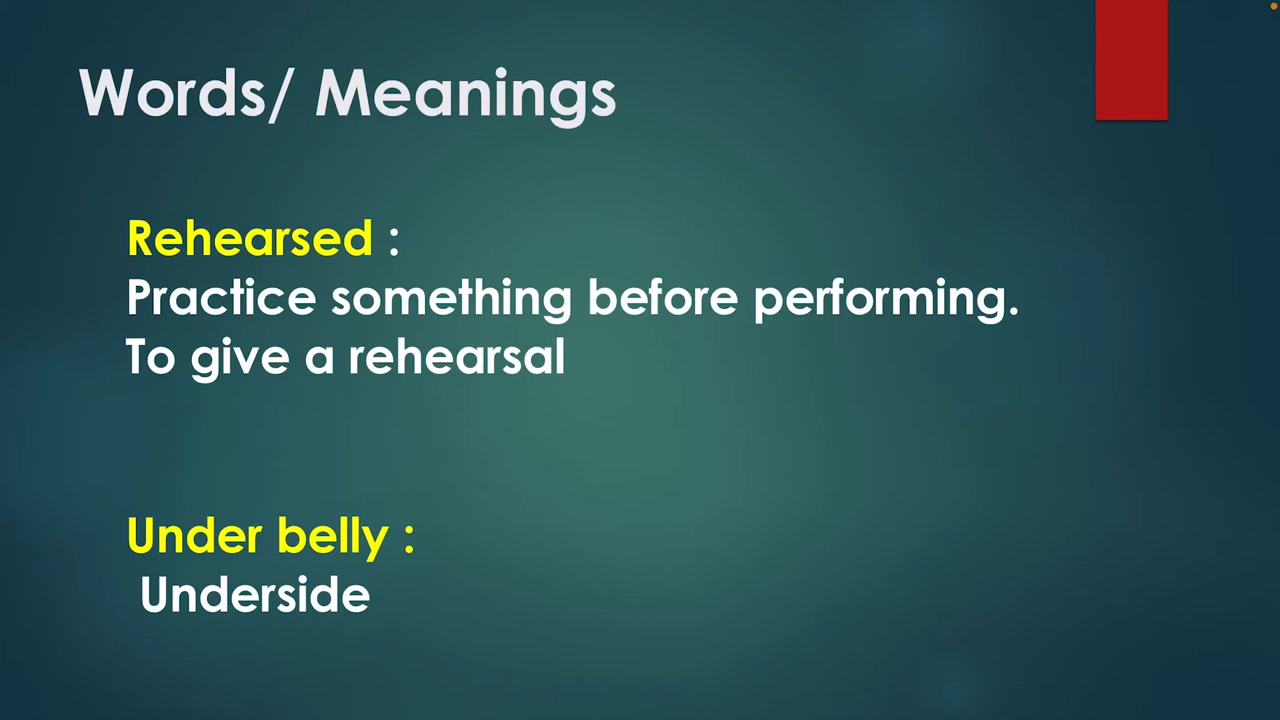 Words/ Meanings
Rehearsed :
Practice something before performing.
To give a rehearsal
Under belly :
Underside